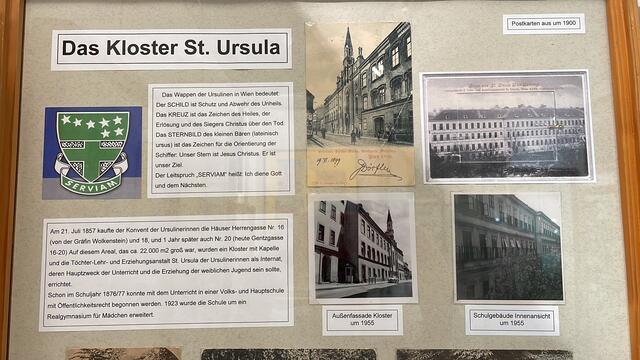 Postkarten aus um 1900
Das Kloster St. Ursula
Das Wappen der Ursulinen in Wien bedeutet:
Der SCHILD ist Schutz und Abwehr des Unheils.
Das KREUZ ist das Zeichen des Heiles, der
Erlösung und des Siegers Christus über den Tod.
Das STERNBILD des kleinen Bären (lateinisch
ursus) ist das Zeichen für die Orientierung der
Schiffer: Unser Stern ist Jesus Christus. Er ist
unser Ziel.
Der Leitspruch „SERVIAM" heißt: Ich diene Gott
und dem Nächsten.
SERVIAM
1899
Dörfler
Am 21. Juli 1857 kaufte der Konvent der Ursulinerinnen die Häuser Herrengasse Nr. 16
(von der Gräfin Wolkenstein) und 18, und 1 Jahr später auch Nr. 20 (heute Gentzgasse
16-20) Auf diesem Areal, das ca. 22.000 m2 groß war, wurden ein Kloster mit Kapelle
und die Töchter-Lehr- und Erziehungsanstalt St. Ursula der Ursulinerinnen als Internat,
deren Hauptzweck der Unterricht und die Erziehung der weiblichen Jugend sein sollte,
errichtet.
Schon im Schuljahr 1876/77 konnte mit dem Unterricht in einer Volks- und Hauptschule
mit Öffentlichkeitsrecht begonnen werden. 1923 wurde die Schule um ein
Realgymnasium für Mädchen erweitert.
Außenfassade Kloster
um 1955
Schulgebäude Innenansicht
um 1955